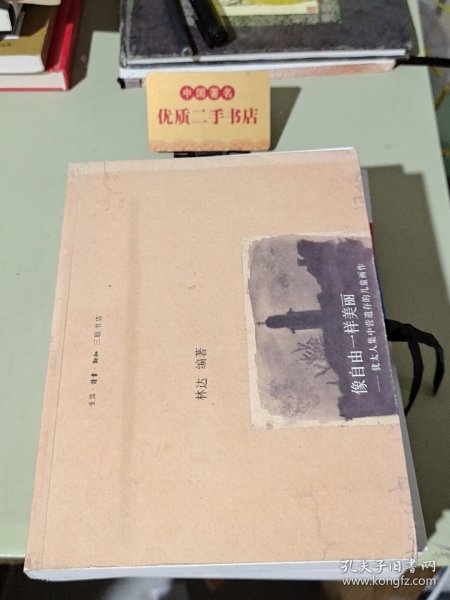 中国著名
优质二手书店
像自由一样美丽
——犹太人集中营遗存的儿童画作
林达 编著
生活·读书·新知 三联书店
孔夫子旧书网
www.kongfz.com